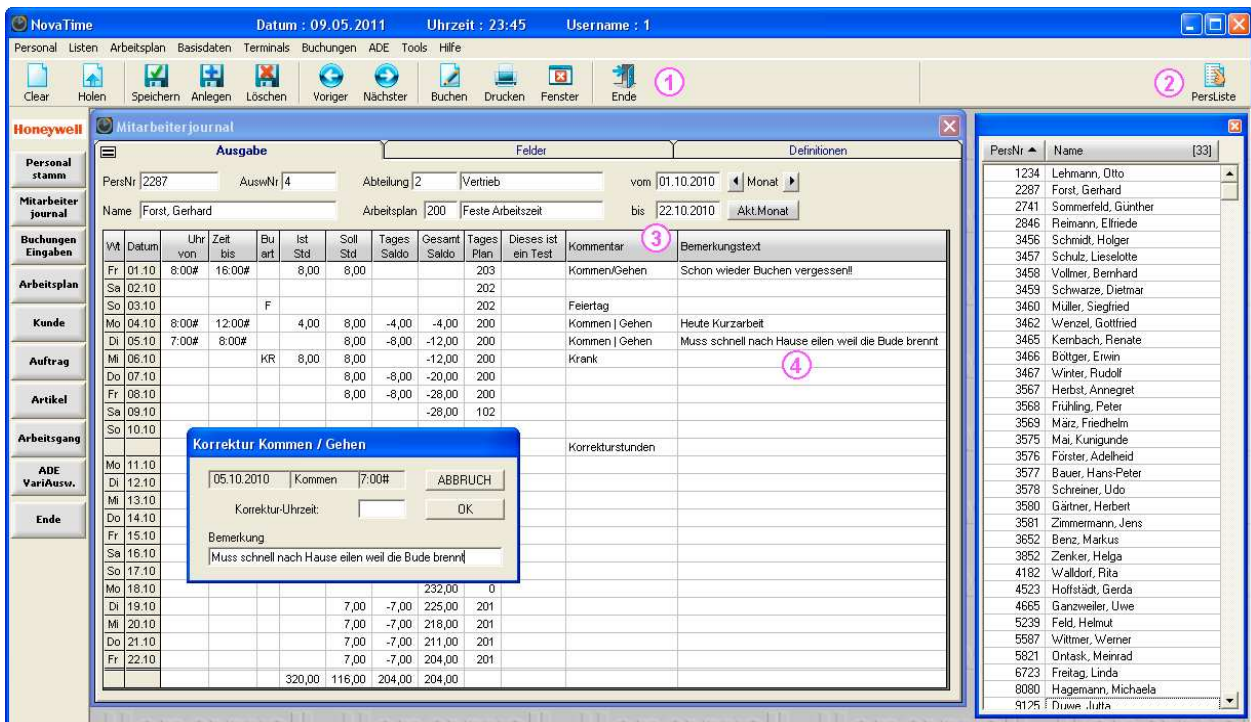 NovaTime Datum : 09.05.2011 Uhrzeit : 23:45 Username : 1
Personal Listen Arbeitsplan Basisdaten Terminals Buchungen ADE Tools Hilfe
Clear Holen Speichern Anlegen Löschen Voriger Nächster Buchen Drucken Fenster Ende 1 2 PersListe
Honeywell
Personal
stamm
Mitarbeiter
journal
Buchungen
Eingaben
Arbeitsplan
Kunde
Auftrag
Artikel
Arbeitsgang
ADE
VariAusw.
Ende
Mitarbeiterjournal
Ausgabe Felder Definitionen
PersNr 2287 AuswNr 4 Abteilung 2 Vertrieb vom 01.10.2010 Monat
Name Forst, Gerhard Arbeitsplan 200 Feste Arbeitszeit bis 22.10.2010 Akt.Monat
3
Wt Datum Uhr von Zeit bis Bu art Ist Std Soll Std Tages Saldo Gesamt Saldo Tages Plan Dieses ist ein Test Kommentar Bemerkungstext
Fr 01.10 8:00# 16:00# 8,00 8,00 203 Kommen/Gehen Schon wieder Buchen vergessen!!
Sa 02.10 202
So 03.10 F 202 Feiertag
Mo 04.10 8:00# 12:00# 4,00 8,00 -4,00 -4,00 200 Kommen | Gehen Heute Kurzarbeit
Di 05.10 7:00# 8:00# 8,00 -8,00 -12,00 200 Kommen | Gehen Muss schnell nach Hause eilen weil die Bude brennt
Mi 06.10 KR 8,00 8,00 -12,00 200 Krank
4
Do 07.10 8,00 -8,00 -20,00 200
Fr 08.10 8,00 -8,00 -28,00 200
Sa 09.10 -28,00 102
So 10.10
Korrekturstunden
Mo 11.10
Di 12.10
Mi 13.10
Do 14.10
Fr 15.10
Sa 16.10
So 17.10
Mo 18.10 232,00 0
Di 19.10 7,00 -7,00 225,00 201
Mi 20.10 7,00 -7,00 218,00 201
Do 21.10 7,00 -7,00 211,00 201
Fr 22.10 7,00 -7,00 204,00 201
320,00 116,00 204,00 204,00
Korrektur Kommen / Gehen
05.10.2010 Kommen 7:00# ABBRUCH
Korrektur-Uhrzeit: OK
Bemerkung
Muss schnell nach Hause eilen weil die Bude brennt
PersNr Name [33]
1234 Lehmann, Otto
2287 Forst, Gerhard
2741 Sommerfeld, Günther
2846 Reimann, Elfriede
3456 Schmidt, Holger
3457 Schulz, Lieselotte
3458 Vollmer, Bernhard
3459 Schwarze, Dietmar
3460 Müller, Siegfried
3462 Wenzel, Gottfried
3465 Kernbach, Renate
3466 Böttger, Erwin
3467 Winter, Rudolf
3567 Herbst, Annegret
3568 Frühling, Peter
3569 März, Friedhelm
3575 Mai, Kunigunde
3576 Förster, Adelheid
3577 Bauer, Hans-Peter
3578 Schreiner, Udo
3580 Gärtner, Herbert
3581 Zimmermann, Jens
3652 Benz, Markus
3852 Zenker, Helga
4182 Walldorf, Rita
4523 Hoffstädt, Gerda
4665 Ganzweiler, Uwe
5239 Feld, Helmut
5587 Wittmer, Werner
5821 Ontask, Meinrad
6723 Freitag, Linda
8080 Hagemann, Michaela
9125 Duwe, Jutta